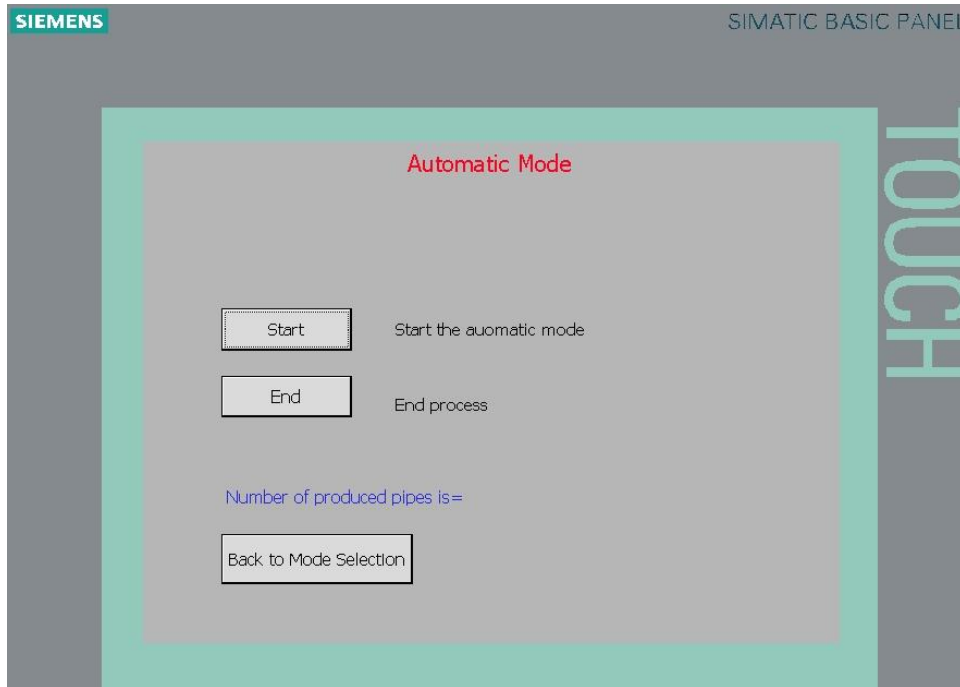 SIEMENS
SIMATIC BASIC PANEL
TOUCH
Automatic Mode
Start
Start the auomatic mode
End
End process
Number of produced pipes is=
Back to Mode Selection